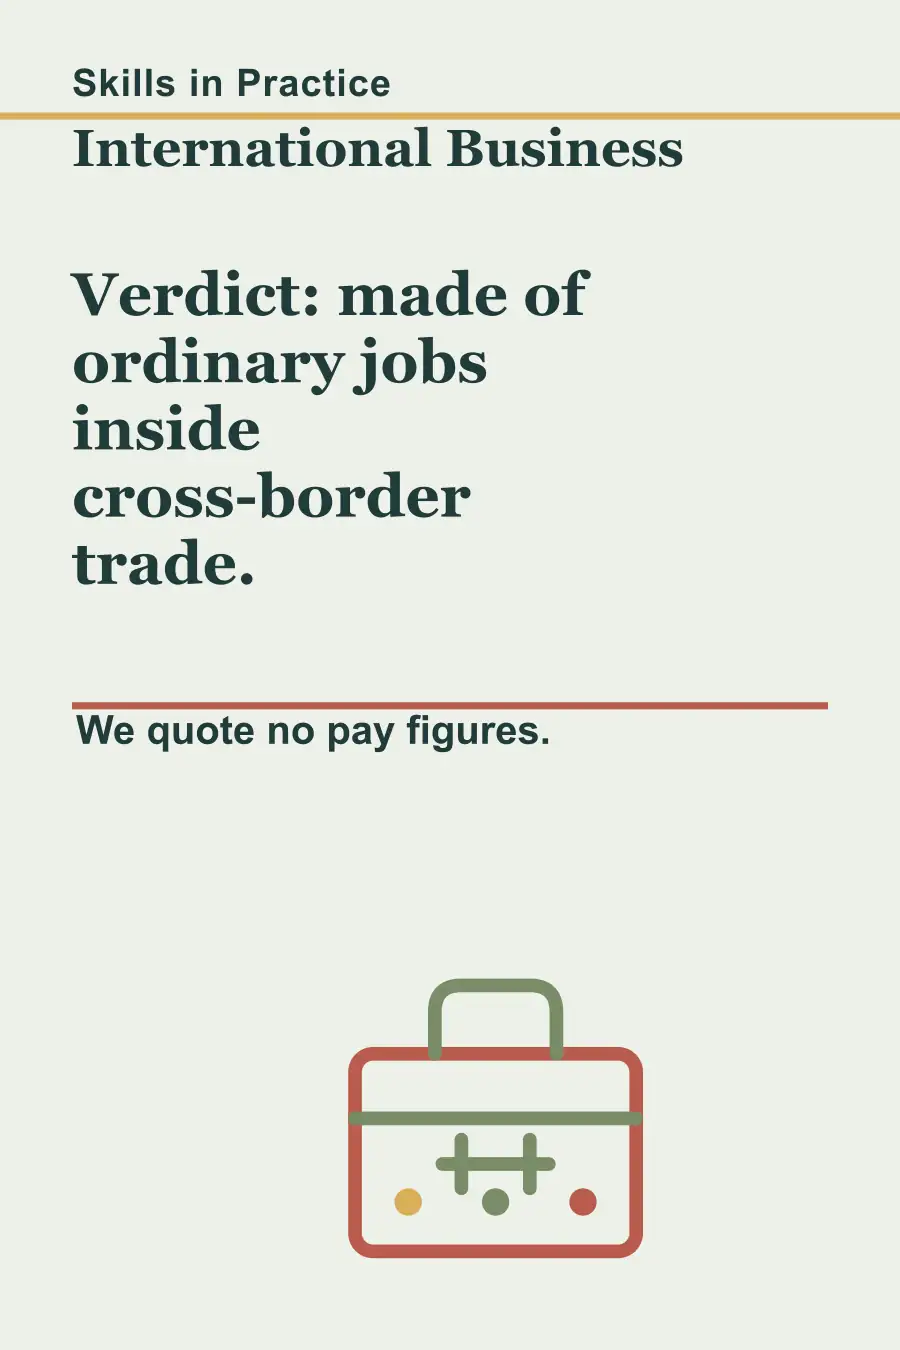 Skills in Practice
International Business
Verdict: made of
ordinary jobs
inside
cross-border
trade.
We quote no pay figures.